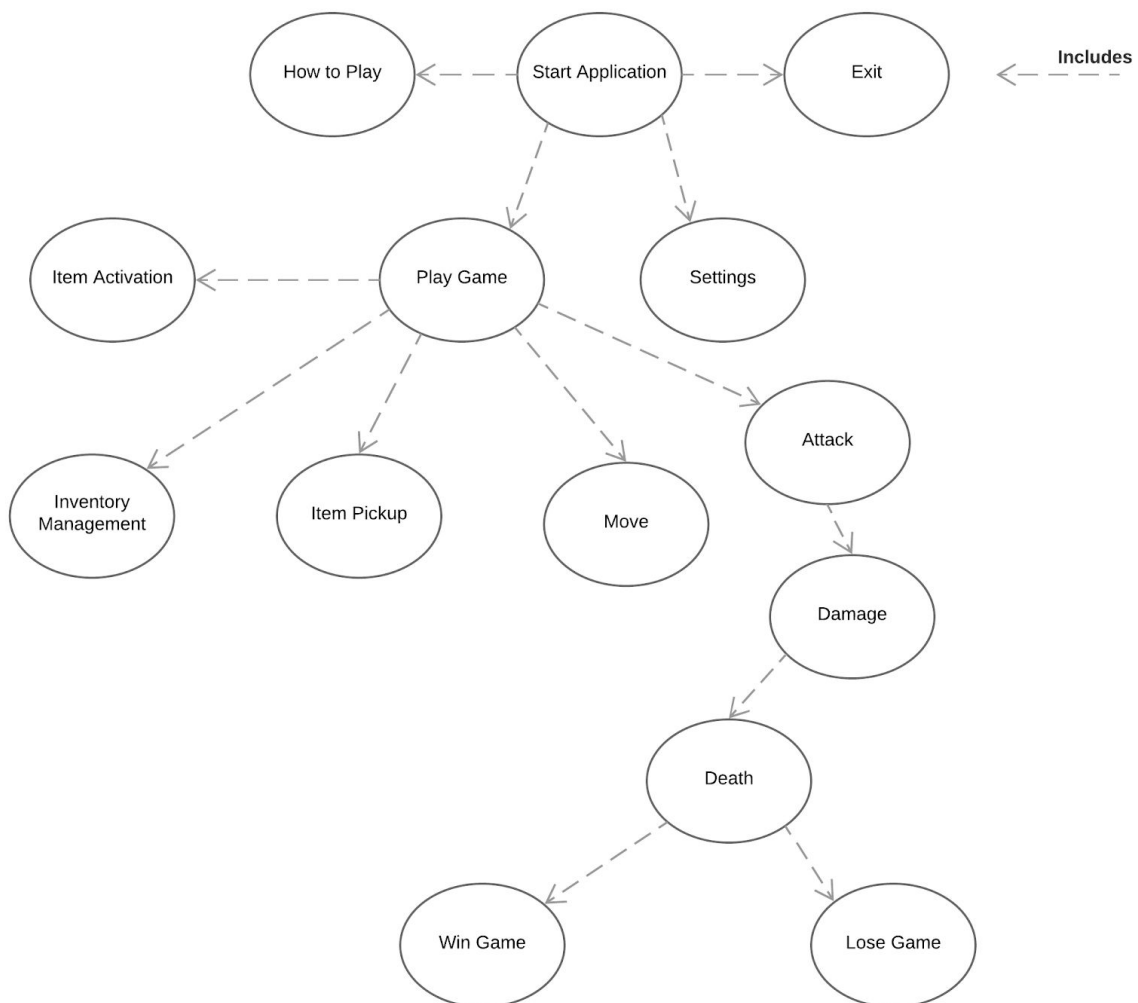 How to Play
Start Application
Exit
Includes
Item Activation
Play Game
Settings
Attack
Inventory
Management
Item Pickup
Move
Damage
Death
Win Game
Lose Game